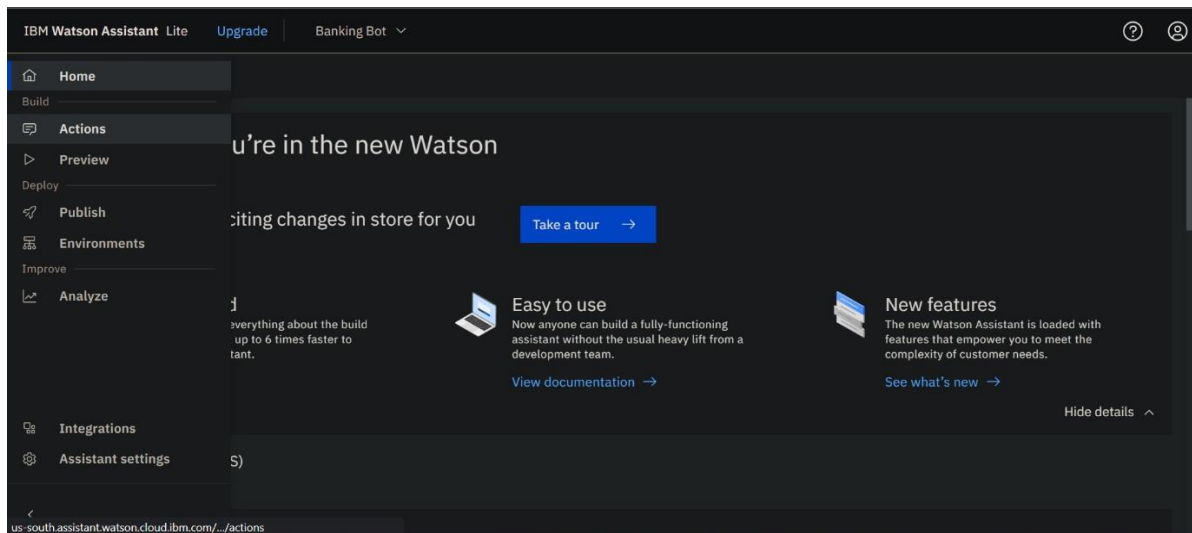 IBM Watson Assistant Lite Upgrade Banking Bot
Home
Build
Actions
Preview
Deploy
Publish
Environments
Improve
Analyze
Integrations
Assistant settings
u’re in the new Watson
citing changes in store for you
Take a tour
d
everything about the build
up to 6 times faster to
tant.
Easy to use
Now anyone can build a fully-functioning
assistant without the usual heavy lift from a
development team.
View documentation
New features
The new Watson Assistant is loaded with
features that empower you to meet the
complexity of customer needs.
See what’s new
Hide details
S)
us-south.assistant.watson.cloud.ibm.com/.../actions